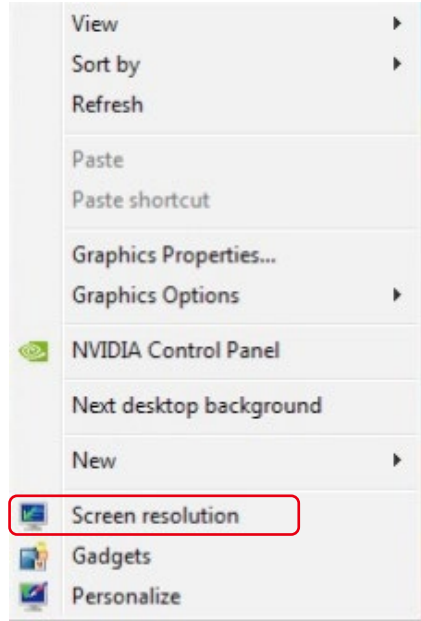 View
Sort by
Refresh
Paste
Paste shortcut
Graphics Properties...
Graphics Options
NVIDIA Control Panel
Next desktop background
New
Screen resolution
Gadgets
Personalize